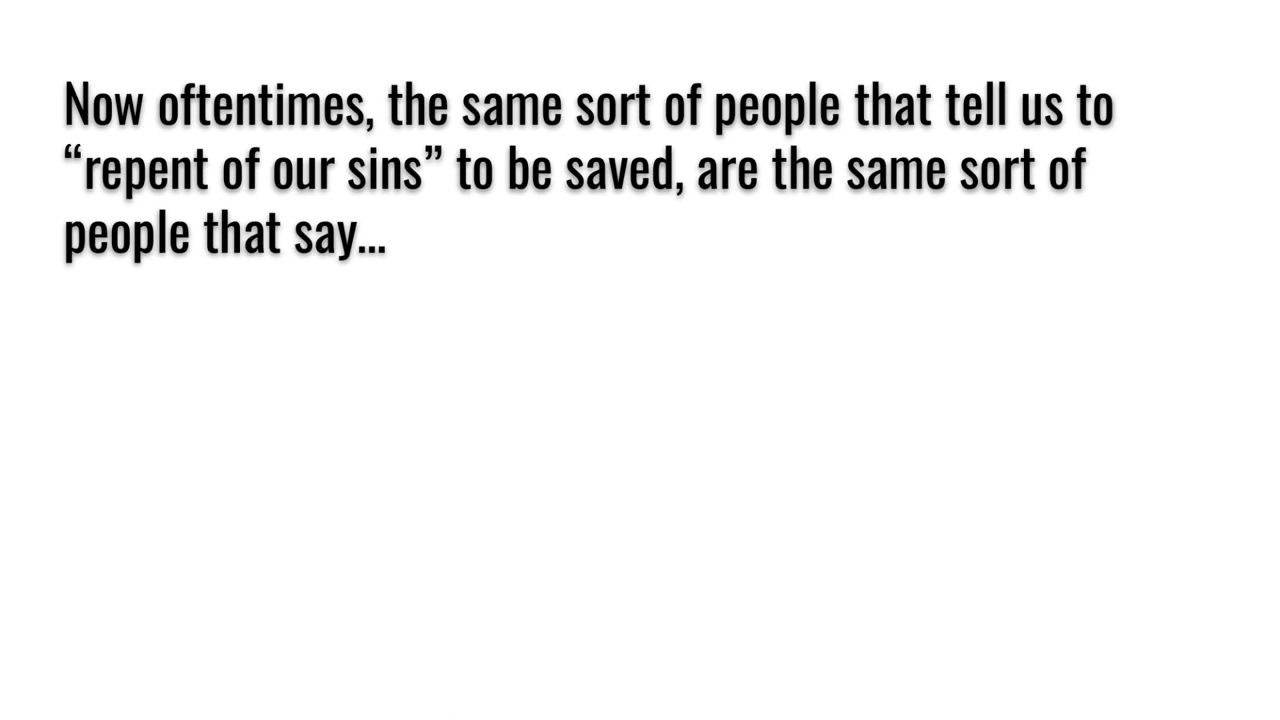 Now oftentimes, the same sort of people that tell us to
“repent of our sins” to be saved, are the same sort of
people that say...